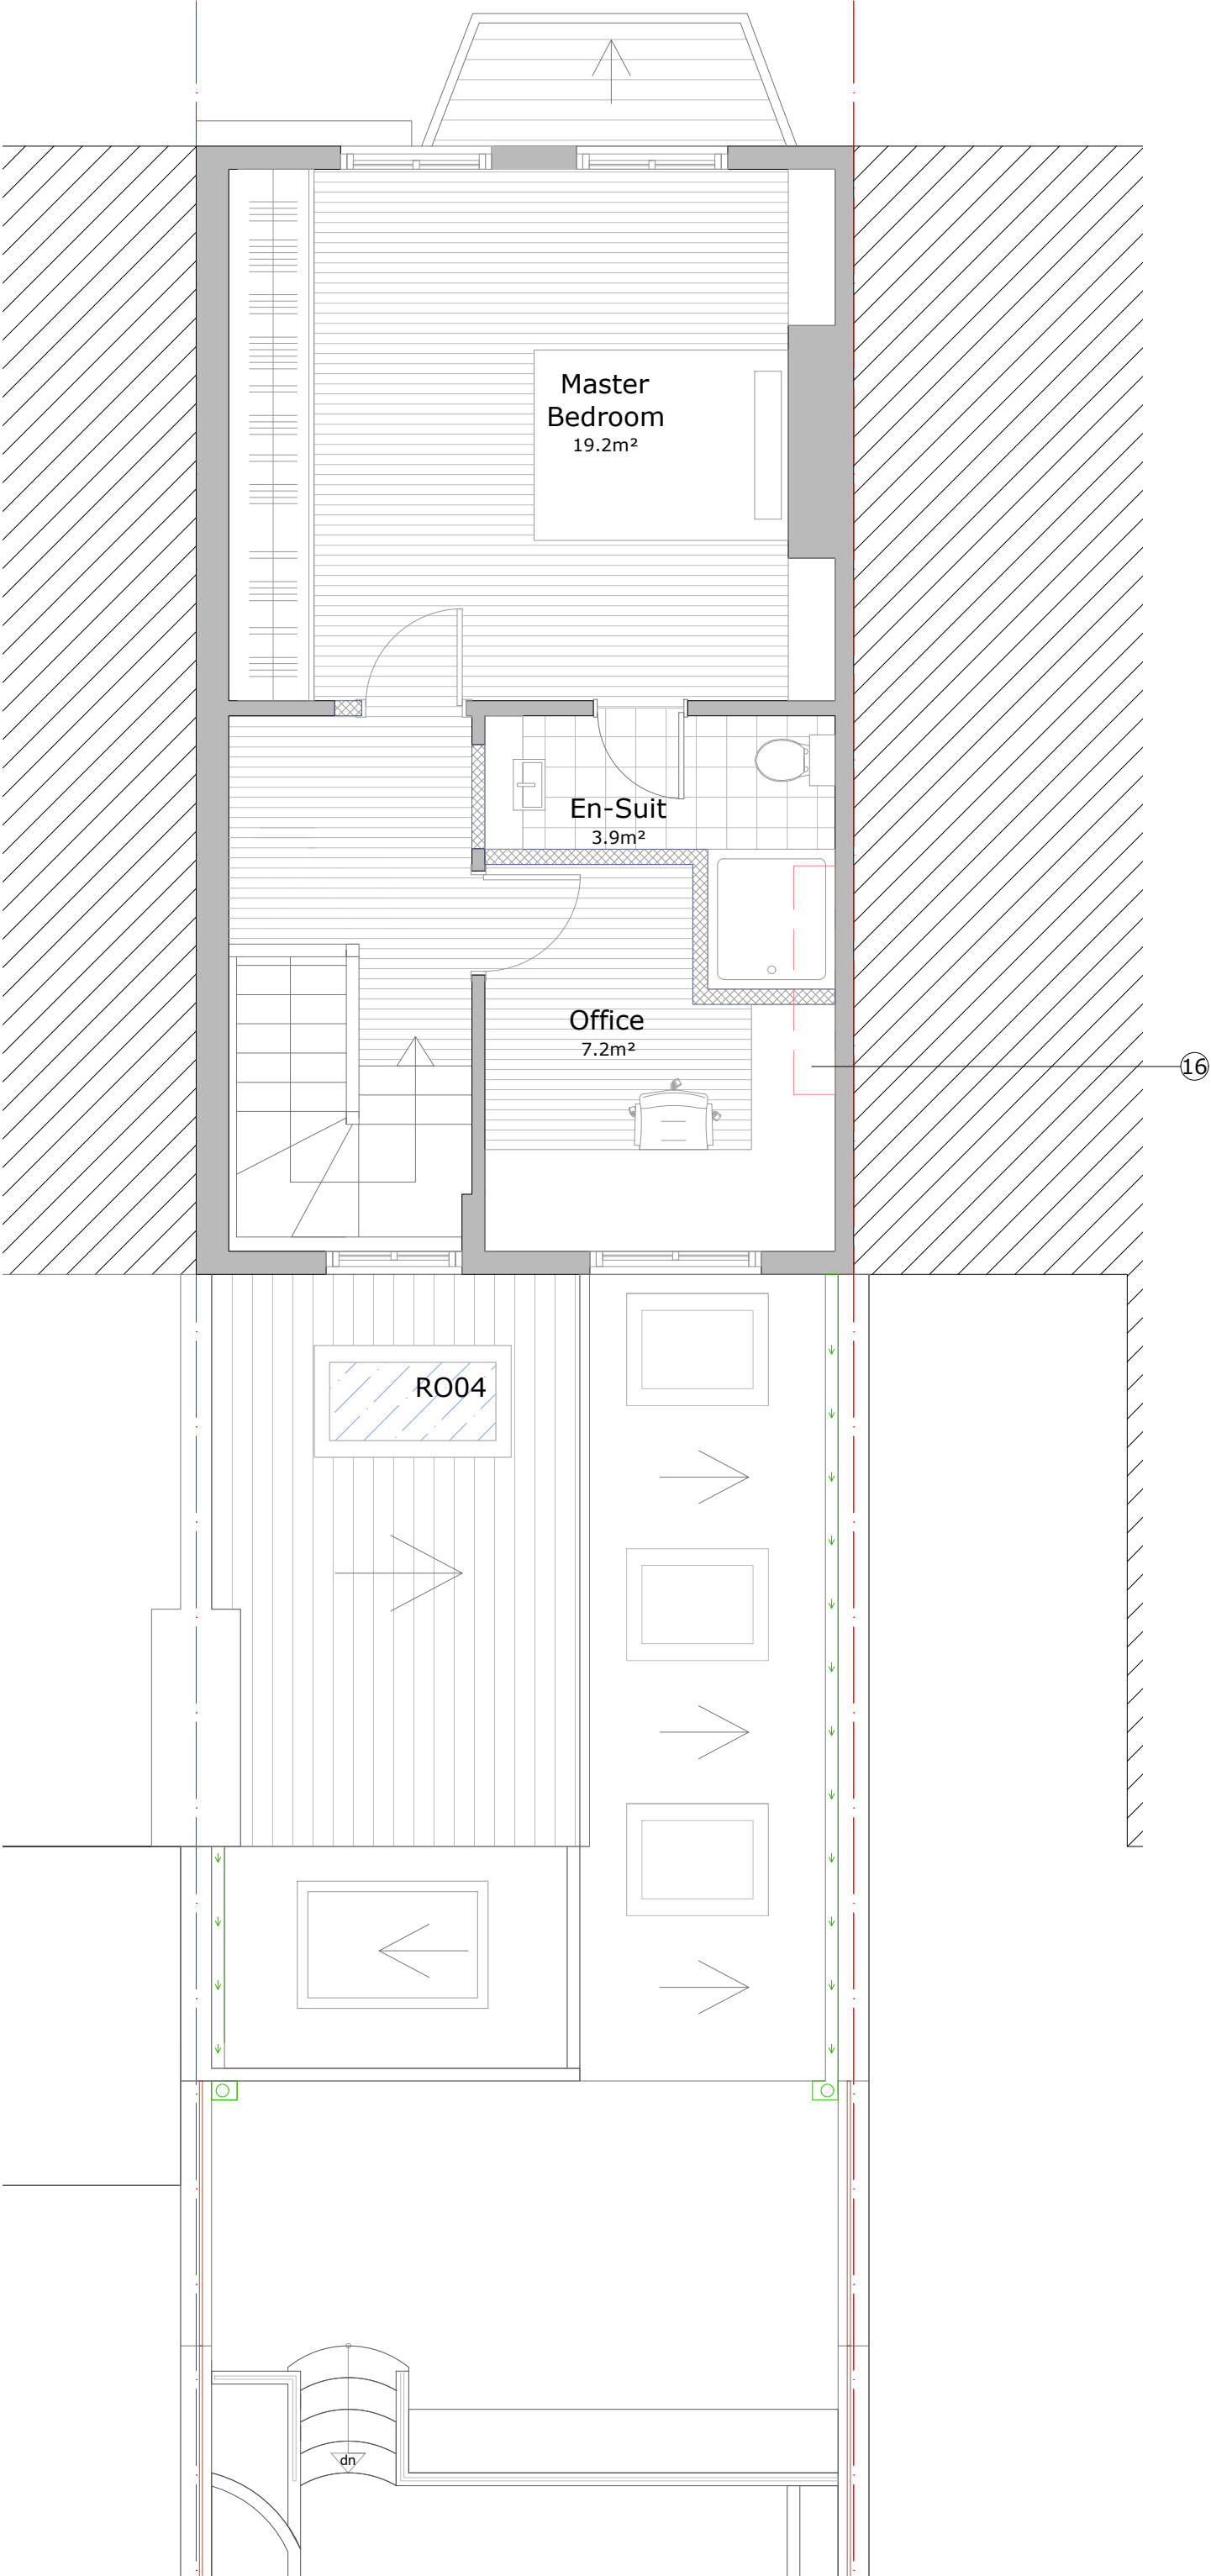 Master
Bedroom
19.2m²
En-Suit
3.9m²
Office
7.2m²
16
RO04
dn